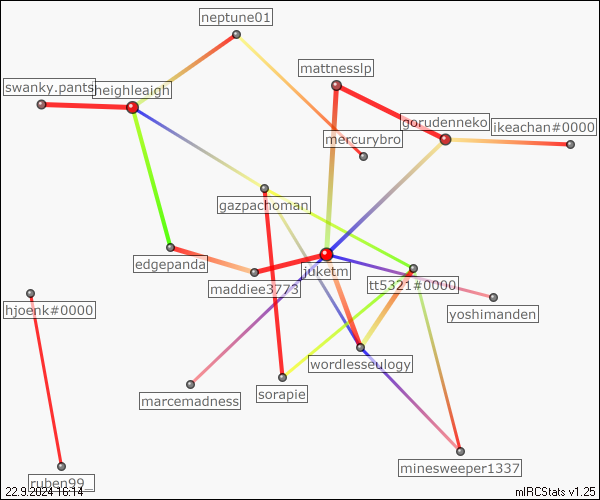 neptune01
mattnesslp
swanky.pants
heighleaigh
gorudenneko
ikeachan#0000
mercurybro
gazpachoman
edgepanda
juketm
maddiee3773
tt5321#0000
hjoenk#0000
yoshimanden
wordlesseulogy
sorapie
marcemadness
minesweeper1337
ruben99_
22.9.2024 16:14
mIRCStats v1.25